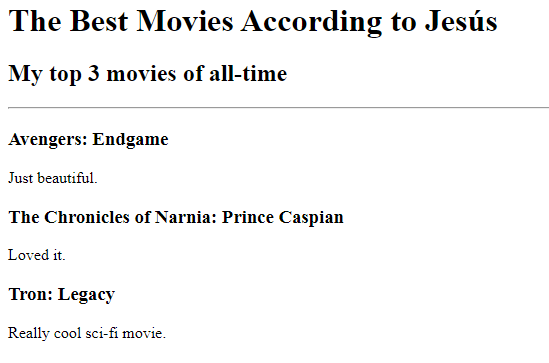 The Best Movies According to Jesús
My top 3 movies of all-time
Avengers: Endgame
Just beautiful.
The Chronicles of Narnia: Prince Caspian
Loved it.
Tron: Legacy
Really cool sci-fi movie.